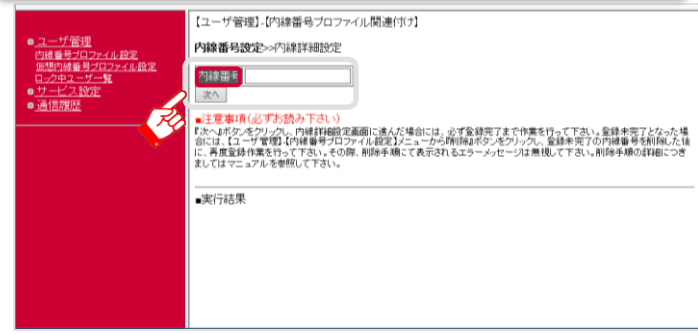 【ユーザ管理】-【内線番号プロファイル関連付け】
ユーザ管理
内線番号プロファイル設定
仮想内線番号プロファイル設定
ロック中ユーザ一覧
サービス設定
通信履歴
内線番号設定>>内線詳細設定
内線番号
次へ
■注意事項(必ずお読み下さい)
『次へ』ボタンをクリックし、内線詳細設定画面に進んだ場合には、必ず登録完了まで作業を行って下さい。登録未完了となった場
合には、【ユーザ管理】-【内線番号プロファイル設定】メニューから『削除』ボタンをクリックし、登録未完了の内線番号を削除した後
に、再度登録作業を行って下さい。その際、削除手順にて表示されるエラーメッセージは無視して下さい。削除手順の詳細につき
ましてはマニュアルを参照して下さい。
■実行結果